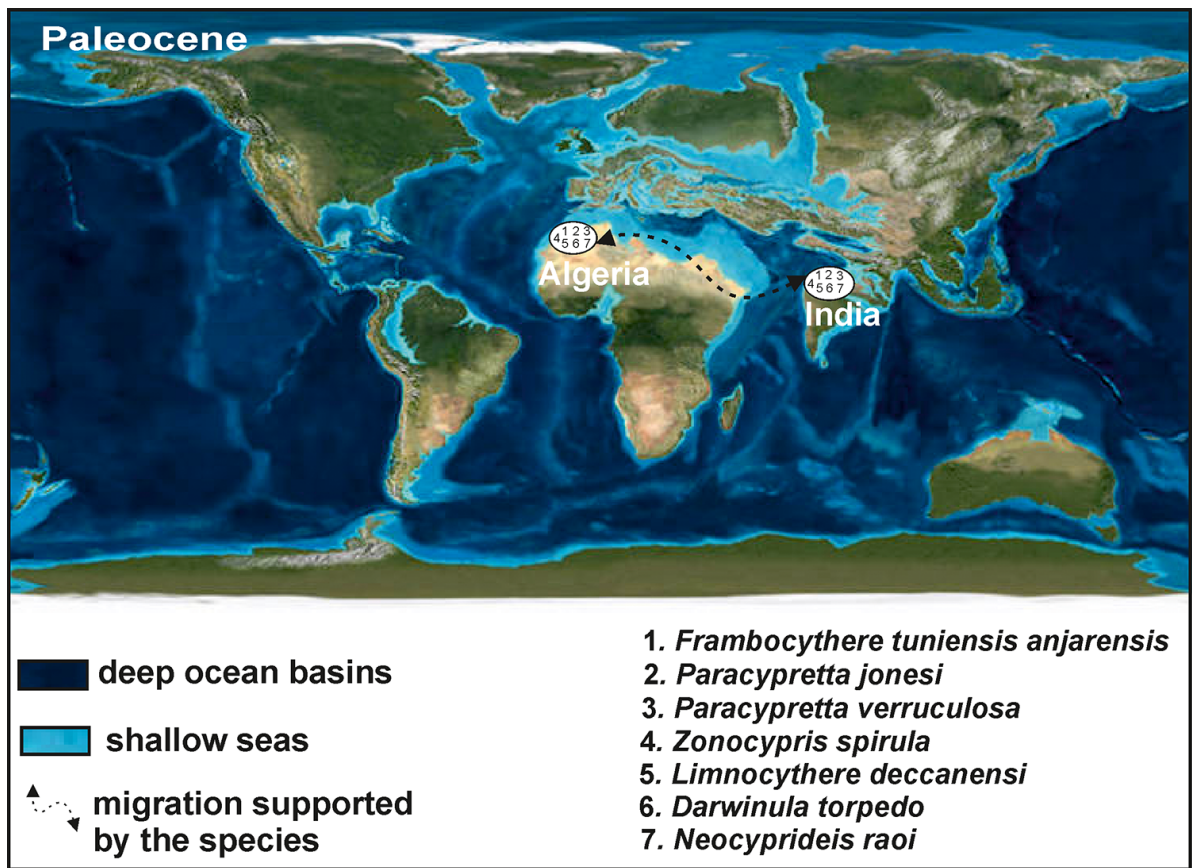 Paleocene
1 2 3
4 5 6 7
Algeria
1 2 3
4 5 6 7
India
deep ocean basins
shallow seas
migration supported
by the species
1. Frambocythere tuniensis anjarensis
2. Paracypretta jonesi
3. Paracypretta verruculosa
4. Zonocypris spirula
5. Limnocythere deccanensi
6. Darwinula torpedo
7. Neocyprideis raoi